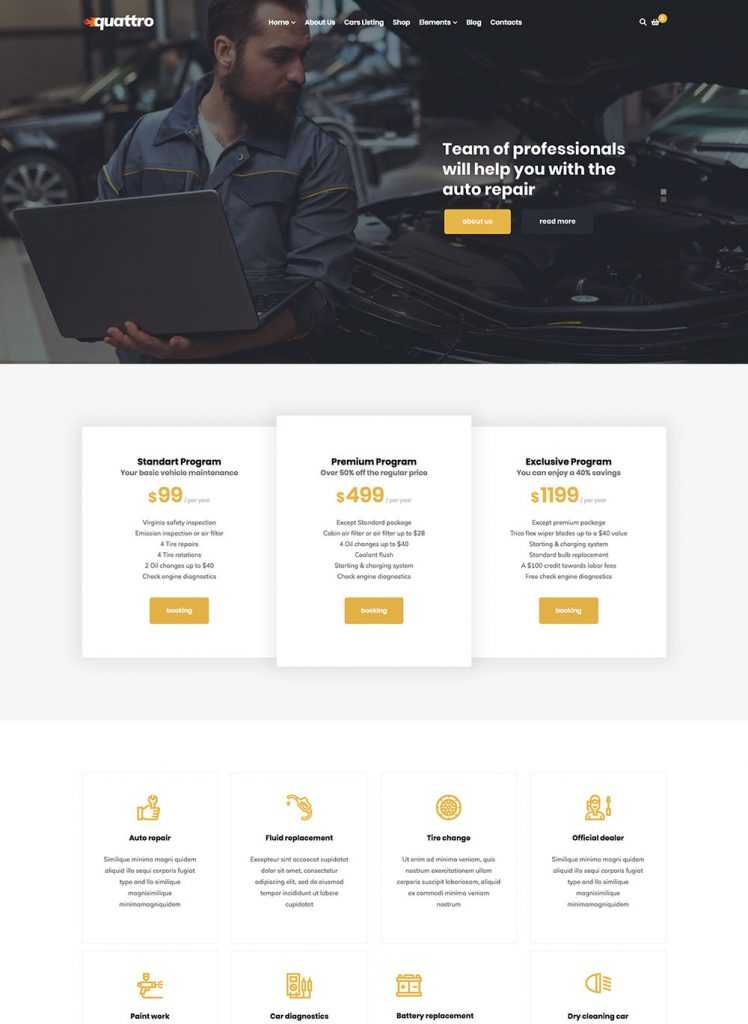 quattro
Home About Us Cars Listing Shop Elements Blog Contacts
Team of professionals
will help you with the
auto repair
about us read more
Standart Program
Your basic vehicle maintenance
$99 / per year
Virginia safety inspection
Emission inspection or air filter
4 Tire repairs
4 Tire rotations
2 Oil changes up to $40
Check engine diagnostics
booking
Premium Program
Over 50% off the regular price
$499 / per year
Except Standard package
Cabin air filter or air filter up to $28
4 Oil changes up to $40
Coolant flush
Starting & charging system
Check engine diagnostics
booking
Exclusive Program
You can enjoy a 40% savings
$1199 / per year
Except premium package
Trico flex wiper blades up to a $40 value
Starting & charging system
Standard bulb replacement
A $100 credit towards labor fees
Free check engine diagnostics
booking
Auto repair
Similique minima magni quidem
aliquid illo sequi corporis fugiat
type and llo similique
magnisimilique
minimamagniquidem
Fluid replacement
Excepteur sint occaecat cupidatat
dolor sit amet, consectetur
adipiscing elit, sed do eiusmod
tempor incididunt ut labore
cupidatat
Tire change
Ut enim ad minima veniam, quis
nostrum exercitationem ullam
corporis suscipit laboriosam, aliquid
ex commodi minima veniam
nostrum
Official dealer
Similique minima magni quidem
aliquid illo sequi corporis fugiat
type and llo similique
magnisimilique
minimamagniquidem
Paint work
Car diagnostics
Battery replacement
Dry cleaning car